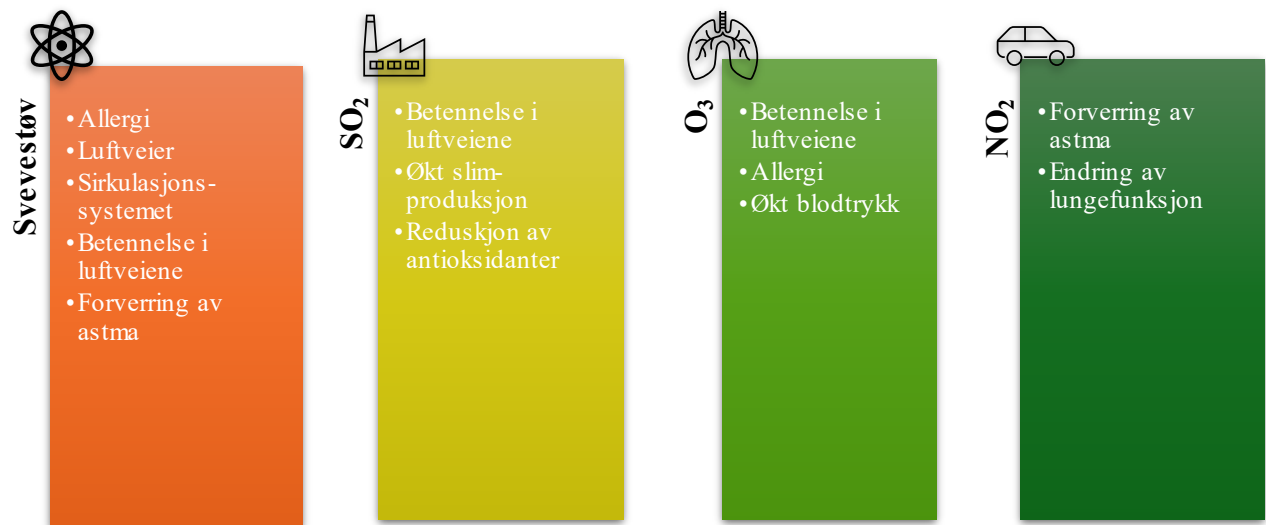 Svevestøv
•Allergi
•Luftveier
•Sirkulasjons-
systemet
•Betennelse i
luftveiene
•Forverring av
astma
SO₂
•Betennelse i
luftveiene
•Økt slim-
produksjon
•Reduskjon av
antioksidanter
O₃
•Betennelse i
luftveiene
•Allergi
•Økt blodtrykk
NO₂
•Forverring av
astma
•Endring av
lungefunksjon